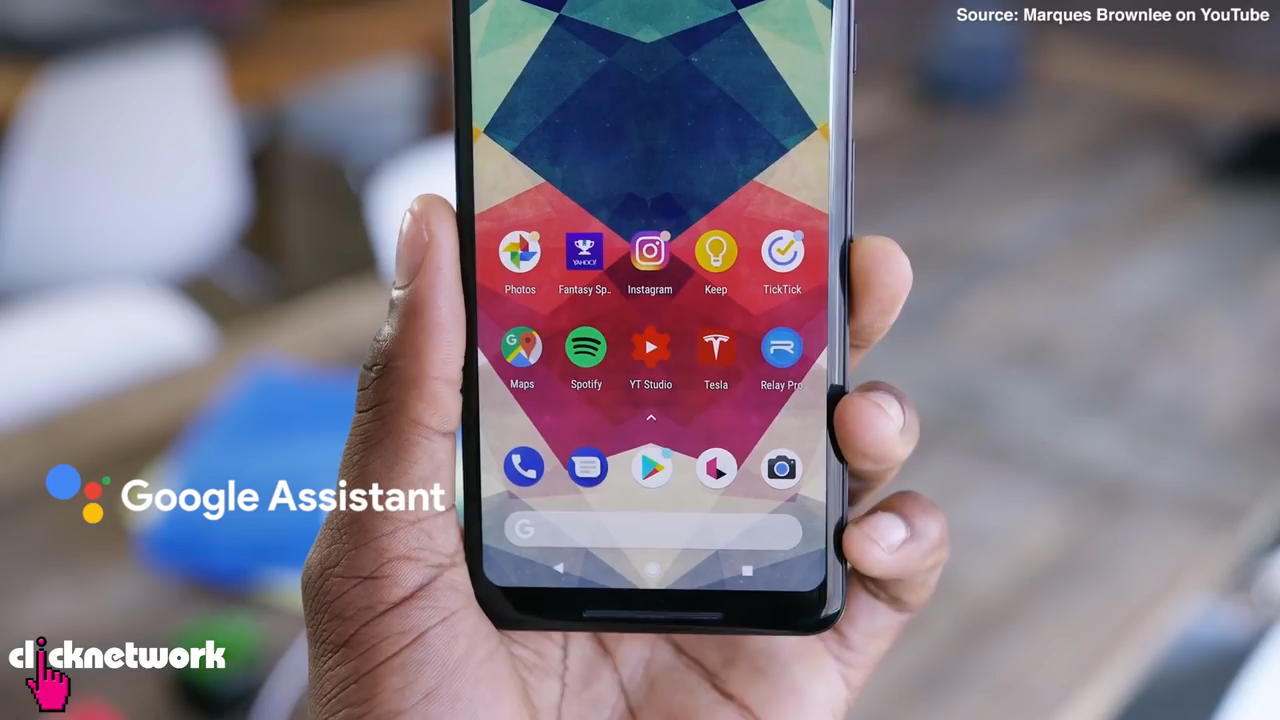 Source: Marques Brownlee on YouTube
YAHOO!
Photos
Fantasy Sp..
Instagram
Keep
TickTick
G
Maps
Spotify
YT Studio
Tesla
Relay Pro
Google Assistant
G
clicknetwork